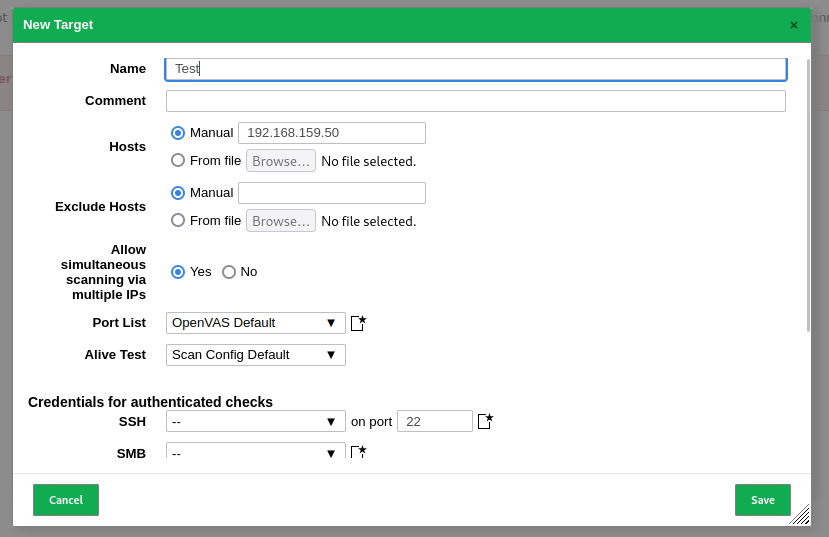 New Target ×
Name Test
Comment
Hosts
Manual 192.168.159.50
From file Browse... No file selected.
Exclude Hosts
Manual
From file Browse... No file selected.
Allow
simultaneous
scanning via
multiple IPs
Yes No
Port List OpenVAS Default ▼
Alive Test Scan Config Default ▼
Credentials for authenticated checks
SSH -- ▼ on port 22
SMB -- ▼
Cancel Save